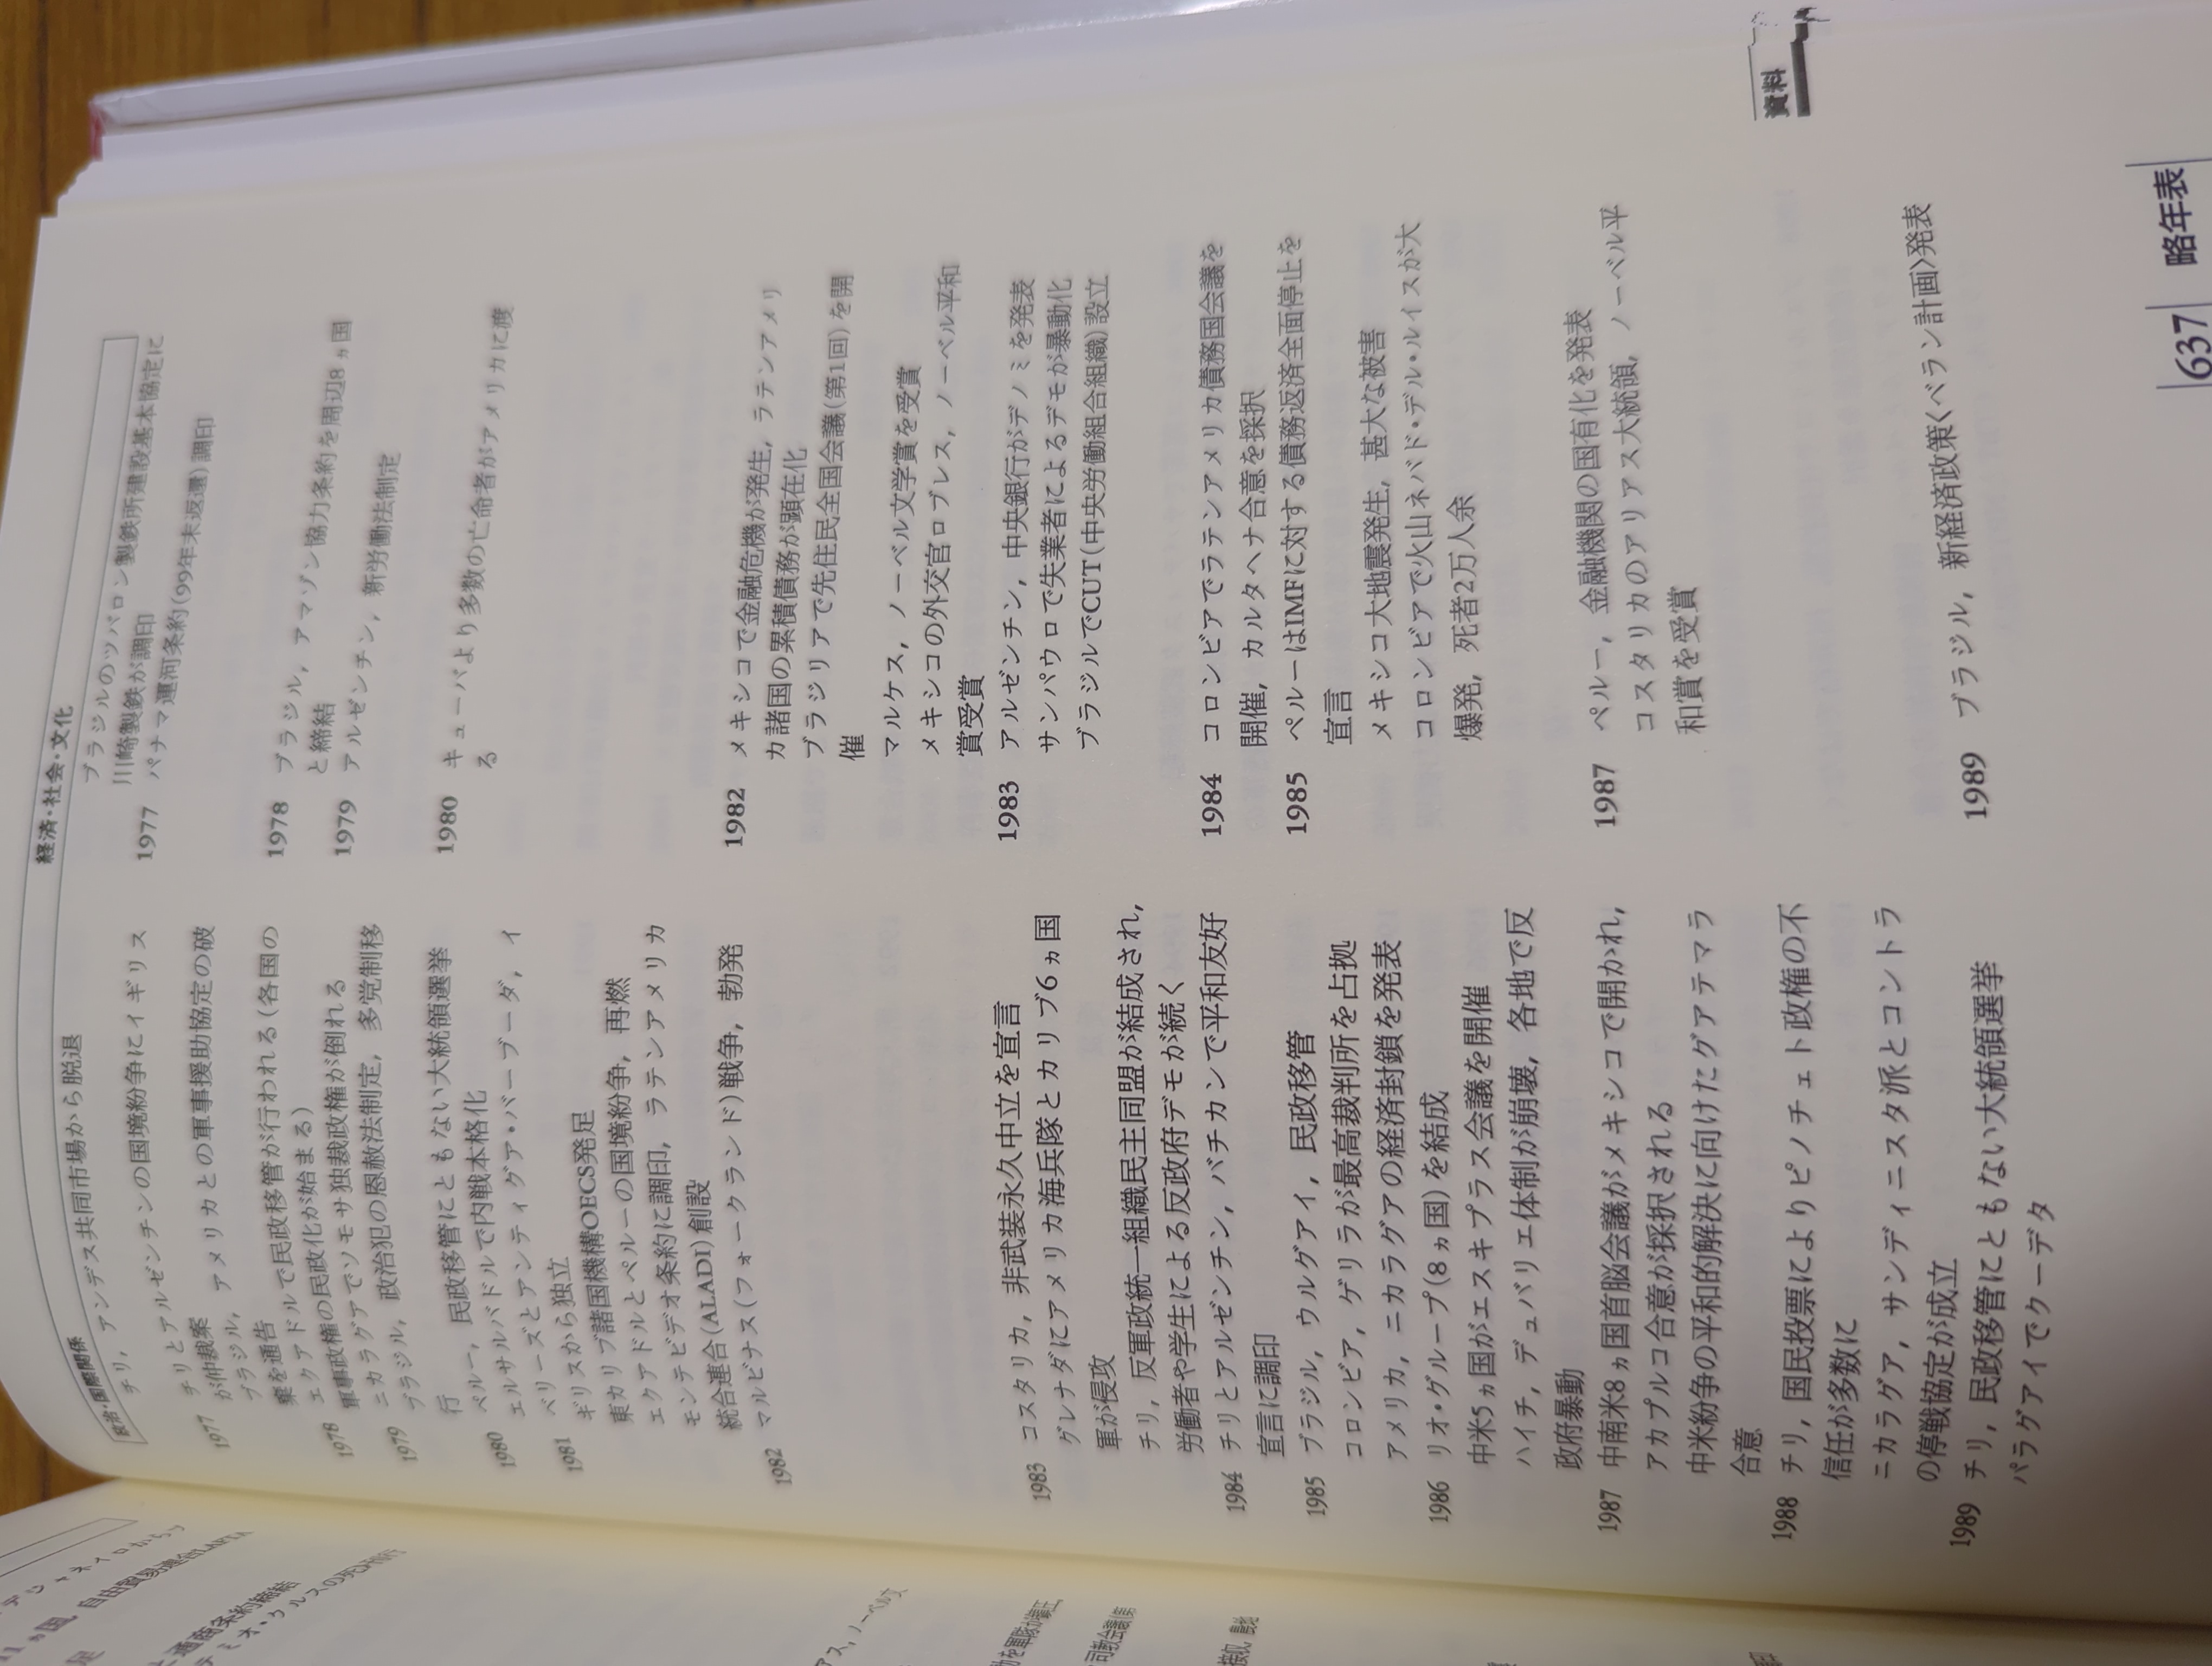 政治・国際関係
チリ，アンデス共同市場から脱退
1977 チリとアルゼンチンの国境紛争にイギリス
が仲裁案
ブラジル，アメリカとの軍事援助協定の破
棄を通告
1978 エクアドルで民政移管が行われる（各国の
軍事政権の民政化が始まる）
1979 ニカラグアでソモサ独裁政権が倒れる
ブラジル，政治犯の恩赦法制定，多党制移
行
1980 ペルー，民政移管にともない大統領選挙
エルサルバドルで内戦本格化
1981 ベリーズとアンティグア・バーブーダ，イ
ギリスから独立
東カリブ諸国機構OECS発足
エクアドルとペルーの国境紛争，再燃
モンテビデオ条約に調印，ラテンアメリカ
統合連合（ALADI）創設
1982 マルビナス（フォークランド）戦争，勃発
1983 コスタリカ，非武装永久中立を宣言
グレナダにアメリカ海兵隊とカリブ6ヵ国
軍が侵攻
チリ，反軍政統一組織民主同盟が結成され，
労働者や学生による反政府デモが続く
1984 チリとアルゼンチン，バチカンで平和友好
宣言に調印
1985 ブラジル，ウルグアイ，民政移管
コロンビア，ゲリラが最高裁判所を占拠
アメリカ，ニカラグアの経済封鎖を発表
1986 リオ・グループ（8ヵ国）を結成
中米5ヵ国がエスキプラス会議を開催
ハイチ，デュバリエ体制が崩壊，各地で反
政府暴動
1987 中南米8ヵ国首脳会議がメキシコで開かれ，
アカプルコ合意が採択される
中米紛争の平和的解決に向けたグアテマラ
合意
1988 チリ，国民投票によりピノチェト政権の不
信任が多数に
ニカラグア，サンディニスタ派とコントラ
の停戦協定が成立
1989 チリ，民政移管にともない大統領選挙
パラグアイでクーデタ
経済・社会・文化
ブラジルのツバロン製鉄所建設基本協定に
川崎製鉄が調印
1977 パナマ運河条約（99年末返還）調印
1978 ブラジル，アマゾン協力条約を周辺8ヵ国
と締結
1979 アルゼンチン，新労働法制定
1980 キューバより多数の亡命者がアメリカに渡
る
1982 メキシコで金融危機が発生，ラテンアメリ
カ諸国の累積債務が顕在化
ブラジリアで先住民全国会議（第1回）を開
催
マルケス，ノーベル文学賞を受賞
メキシコの外交官ロブレス，ノーベル平和
賞受賞
1983 アルゼンチン，中央銀行がデノミを発表
サンパウロで失業者によるデモが暴動化
ブラジルでCUT（中央労働組合組織）設立
1984 コロンビアでラテンアメリカ債務国会議を
開催，カルタヘナ合意を採択
1985 ペルーはIMFに対する債務返済全面停止を
宣言
メキシコ大地震発生，甚大な被害
コロンビアで火山ネバド・デル・ルイスが大
爆発，死者2万人余
1987 ペルー，金融機関の国有化を発表
コスタリカのアリアス大統領，ノーベル平
和賞を受賞
1989 ブラジル，新経済政策〈ベラン計画〉発表
資料
637 略年表